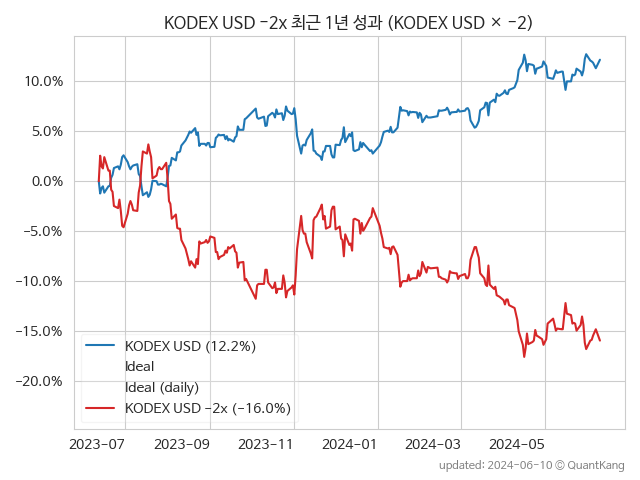 KODEX USD -2x 최근 1년 성과 (KODEX USD × -2)
10.0%
5.0%
0.0%
-5.0%
-10.0%
-15.0%
-20.0%
KODEX USD (12.2%)
Ideal
Ideal (daily)
KODEX USD -2x (-16.0%)
2023-07 2023-09 2023-11 2024-01 2024-03 2024-05
updated: 2024-06-10 © QuantKang